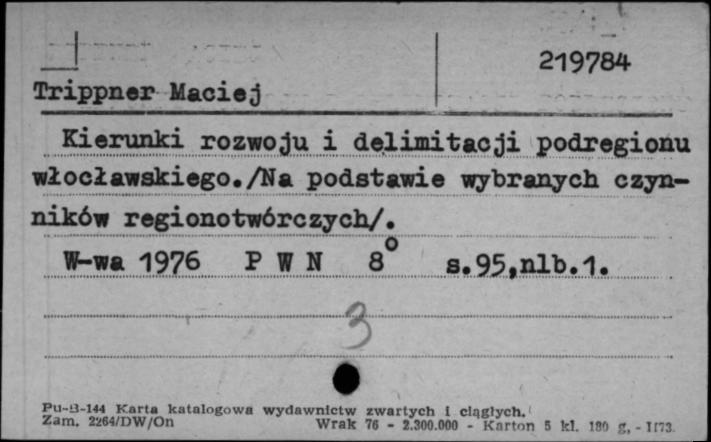 219784
Trippner Maciej
Kierunki rozwoju i delimitacji podregionu
włocławskiego./Na podstawie wybranych czyn-
ników regionotwórczych/.
W-wa 1976 P W N 8° s.95,nlb.1.
3
Pu-B-144 Karta katalogowa wydawnictw zwartych i ciągłych.
Zam. 2264/DW/On Wrak 76 - 2.300.000 - Karton 5 kl. 180 g. - II73.